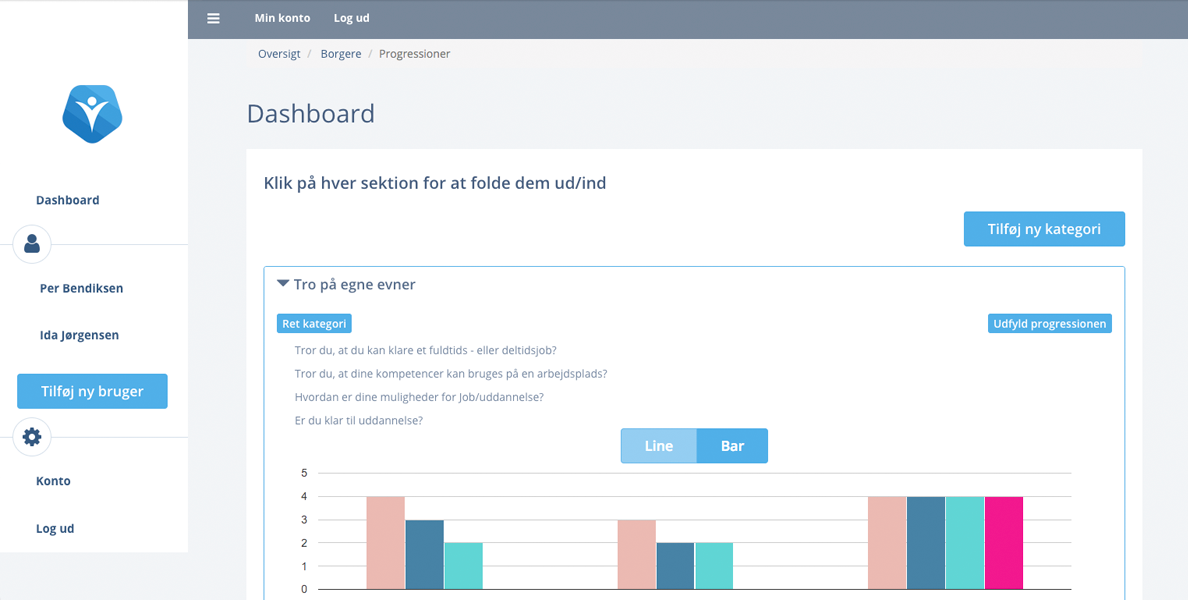 Min konto
Log ud
Oversigt / Borgere / Progressioner
Dashboard
Klik på hver sektion for at folde dem ud/ind
Tilføj ny kategori
Tro på egne evner
Ret kategori
Udfyld progressionen
Tror du, at du kan klare et fuldtids - eller deltidsjob?
Tror du, at dine kompetencer kan bruges på en arbejdsplads?
Hvordan er dine muligheder for Job/uddannelse?
Er du klar til uddannelse?
Line
Bar
5
4
3
2
1
0
Dashboard
Per Bendiksen
Ida Jørgensen
Tilføj ny bruger
Konto
Log ud